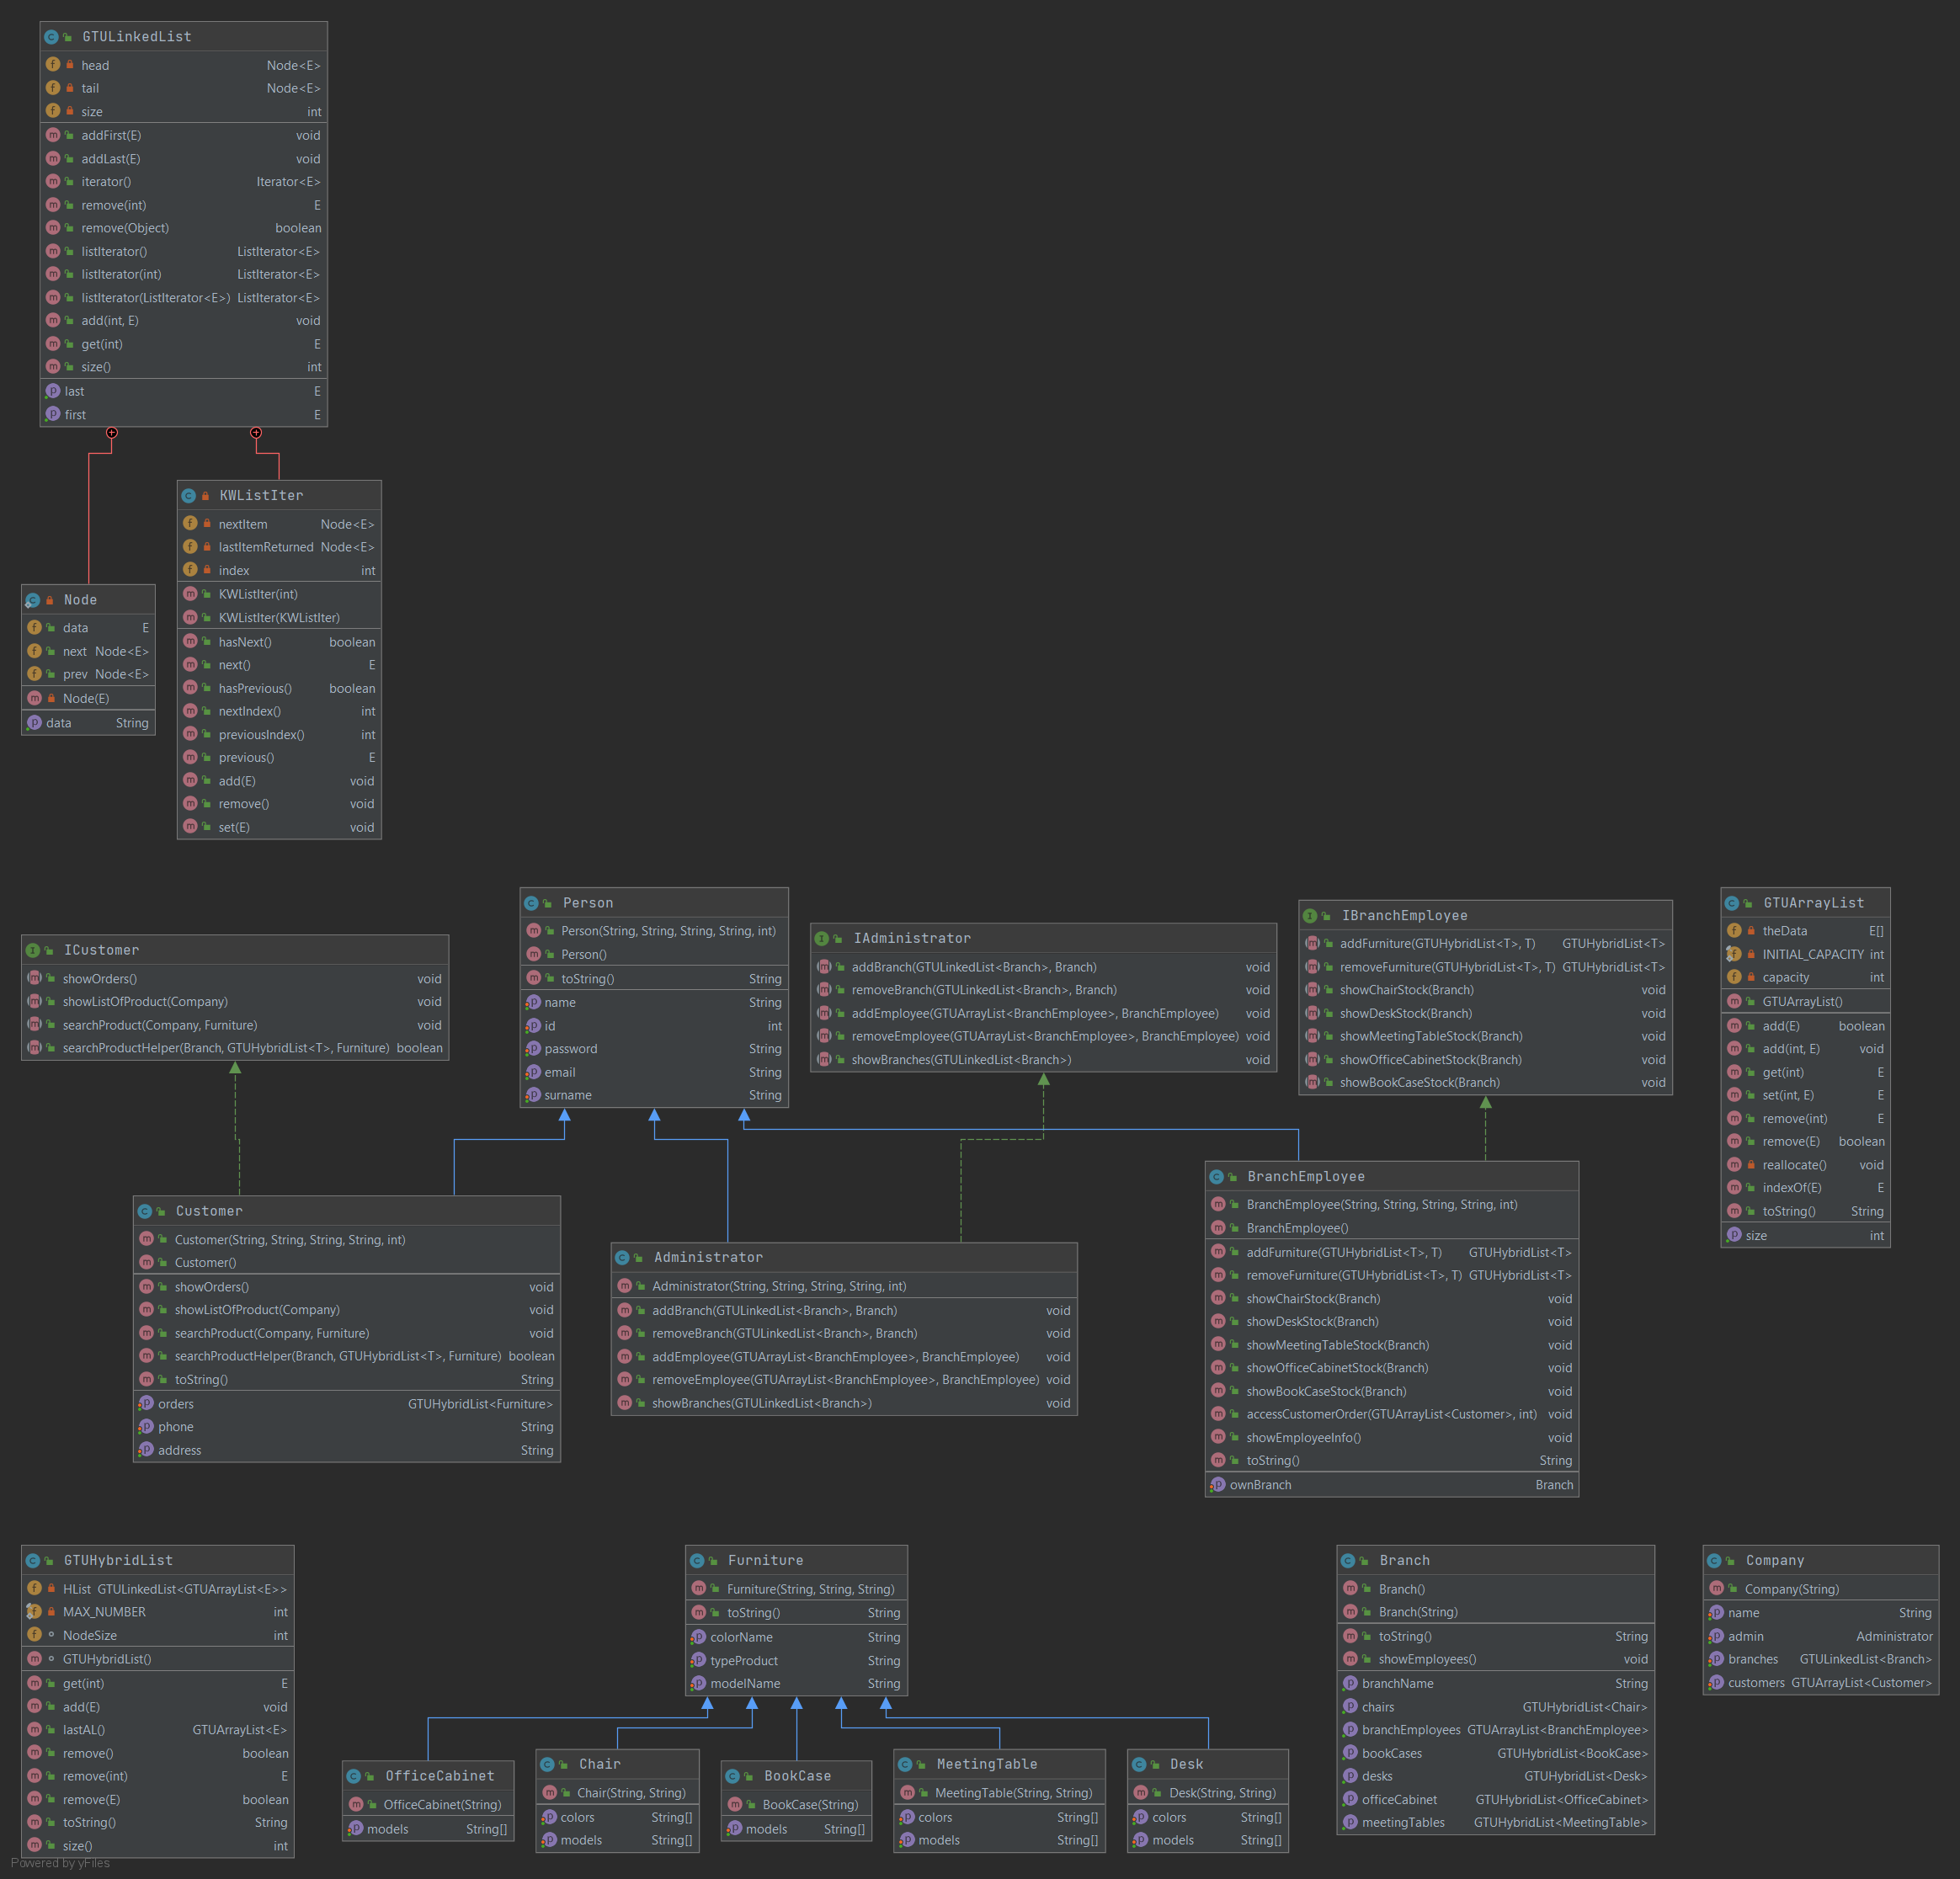 GTULinkedList
head Node<E>
tail Node<E>
size int
addFirst(E) void
addLast(E) void
iterator() Iterator<E>
remove(int) E
remove(Object) boolean
listIterator() ListIterator<E>
listIterator(int) ListIterator<E>
listIterator(ListIterator<E>) ListIterator<E>
add(int, E) void
get(int) E
size() int
last E
first E
KWListIter
nextItem Node<E>
lastItemReturned Node<E>
index int
KWListIter(int)
KWListIter(KWListIter)
hasNext() boolean
next() E
hasPrevious() boolean
nextIndex() int
previousIndex() int
previous() E
add(E) void
remove() void
set(E) void
Node
data E
next Node<E>
prev Node<E>
Node(E)
data String
ICustomer
showOrders() void
showListOfProduct(Company) void
searchProduct(Company, Furniture) void
searchProductHelper(Branch, GTUHybridList<T>, Furniture) boolean
Person
Person(String, String, String, String, int)
Person()
toString() String
name String
id int
password String
email String
surname String
IAdministrator
addBranch(GTULinkedList<Branch>, Branch) void
removeBranch(GTULinkedList<Branch>, Branch) void
addEmployee(GTUArrayList<BranchEmployee>, BranchEmployee) void
removeEmployee(GTUArrayList<BranchEmployee>, BranchEmployee) void
showBranches(GTULinkedList<Branch>) void
IBranchEmployee
addFurniture(GTUHybridList<T>, T) GTUHybridList<T>
removeFurniture(GTUHybridList<T>, T) GTUHybridList<T>
showChairStock(Branch) void
showDeskStock(Branch) void
showMeetingTableStock(Branch) void
showOfficeCabinetStock(Branch) void
showBookCaseStock(Branch) void
GTUArrayList
theData E[]
INITIAL_CAPACITY int
capacity int
GTUArrayList()
add(E) boolean
add(int, E) void
get(int) E
set(int, E) E
remove(int) E
remove(E) boolean
reallocate() void
indexOf(E) E
toString() String
size int
Customer
Customer(String, String, String, String, int)
Customer()
showOrders() void
showListOfProduct(Company) void
searchProduct(Company, Furniture) void
searchProductHelper(Branch, GTUHybridList<T>, Furniture) boolean
toString() String
orders GTUHybridList<Furniture>
phone String
address String
Administrator
Administrator(String, String, String, String, int)
addBranch(GTULinkedList<Branch>, Branch) void
removeBranch(GTULinkedList<Branch>, Branch) void
addEmployee(GTUArrayList<BranchEmployee>, BranchEmployee) void
removeEmployee(GTUArrayList<BranchEmployee>, BranchEmployee) void
showBranches(GTULinkedList<Branch>) void
BranchEmployee
BranchEmployee(String, String, String, String, int)
BranchEmployee()
addFurniture(GTUHybridList<T>, T) GTUHybridList<T>
removeFurniture(GTUHybridList<T>, T) GTUHybridList<T>
showChairStock(Branch) void
showDeskStock(Branch) void
showMeetingTableStock(Branch) void
showOfficeCabinetStock(Branch) void
showBookCaseStock(Branch) void
accessCustomerOrder(GTUArrayList<Customer>, int) void
showEmployeeInfo() void
toString() String
ownBranch Branch
GTUHybridList
HList GTULinkedList<GTUArrayList<E>>
MAX_NUMBER int
NodeSize int
GTUHybridList()
get(int) E
add(E) void
lastAL() GTUArrayList<E>
remove() boolean
remove(int) E
remove(E) boolean
toString() String
size() int
Furniture
Furniture(String, String, String)
toString() String
colorName String
typeProduct String
modelName String
Branch
Branch()
Branch(String)
toString() String
showEmployees() void
branchName String
chairs GTUHybridList<Chair>
branchEmployees GTUArrayList<BranchEmployee>
bookCases GTUHybridList<BookCase>
desks GTUHybridList<Desk>
officeCabinet GTUHybridList<OfficeCabinet>
meetingTables GTUHybridList<MeetingTable>
Company
Company(String)
name String
admin Administrator
branches GTULinkedList<Branch>
customers GTUArrayList<Customer>
OfficeCabinet
OfficeCabinet(String)
models String[]
Chair
Chair(String, String)
colors String[]
models String[]
BookCase
BookCase(String)
models String[]
MeetingTable
MeetingTable(String, String)
colors String[]
models String[]
Desk
Desk(String, String)
colors String[]
models String[]
Powered by yFiles